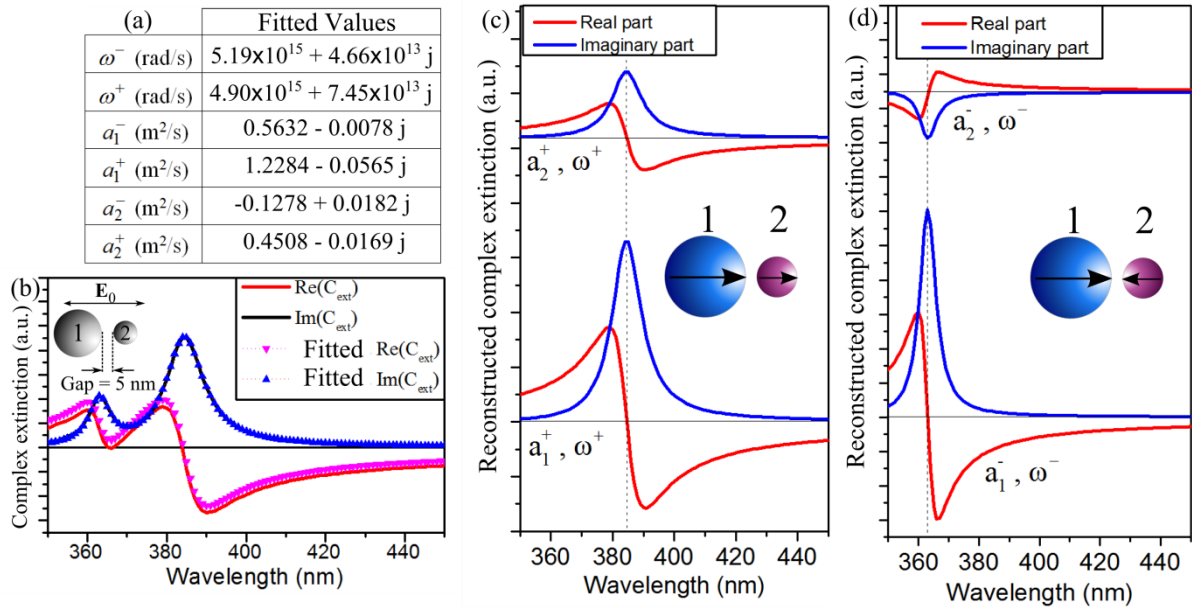 (a) Fitted Values
ω⁻ (rad/s) 5.19x10¹⁵ + 4.66x10¹³ j
ω⁺ (rad/s) 4.90x10¹⁵ + 7.45x10¹³ j
a₁⁻ (m²/s) 0.5632 - 0.0078 j
a₁⁺ (m²/s) 1.2284 - 0.0565 j
a₂⁻ (m²/s) -0.1278 + 0.0182 j
a₂⁺ (m²/s) 0.4508 - 0.0169 j
(b)
Complex extinction (a.u.)
E₀
1 2
Gap = 5 nm
Re(C_ext)
Im(C_ext)
Fitted Re(C_ext)
Fitted Im(C_ext)
360 380 400 420 440
Wavelength (nm)
(c)
Reconstructed complex extinction (a.u.)
Real part
Imaginary part
a₂⁺ , ω⁺
1 2
a₁⁺ , ω⁺
360 380 400 420 440
Wavelength (nm)
(d)
Reconstructed complex extinction (a.u.)
Real part
Imaginary part
a₂⁻ , ω⁻
1 2
a₁⁻ , ω⁻
360 380 400 420 440
Wavelength (nm)